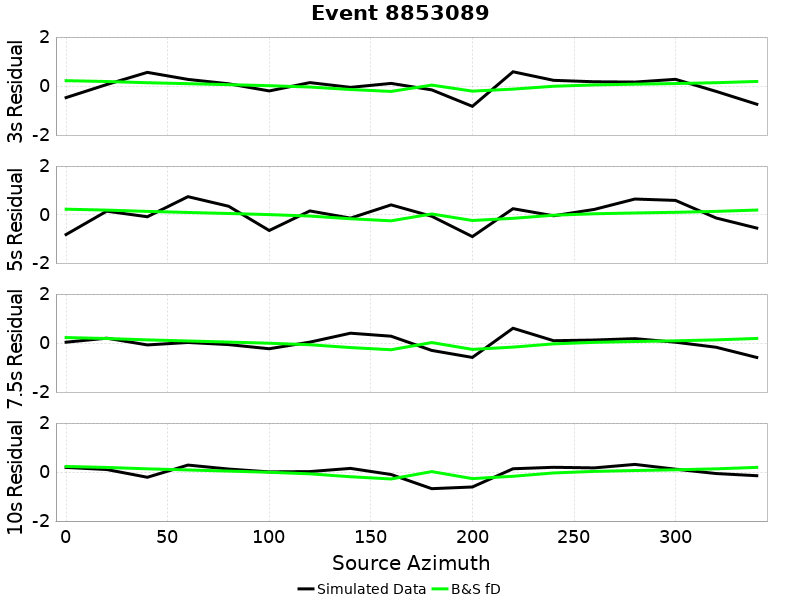 Event 8853089
2
0
-2
3s Residual
2
0
-2
5s Residual
2
0
-2
7.5s Residual
2
0
-2
10s Residual
0 50 100 150 200 250 300
Source Azimuth
Simulated Data B&S fD